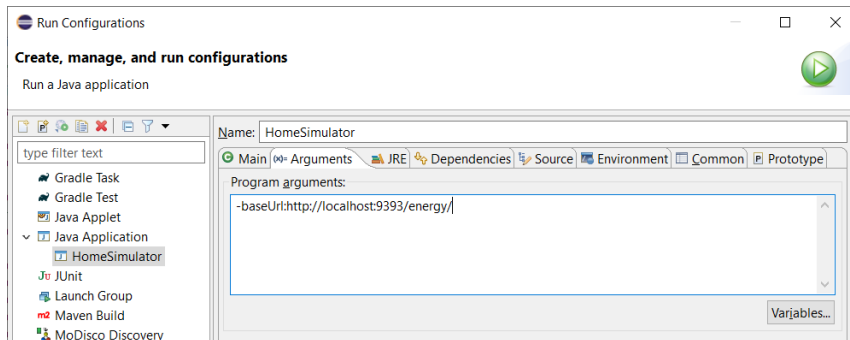 Run Configurations
Create, manage, and run configurations
Run a Java application
type filter text
Gradle Task
Gradle Test
Java Applet
Java Application
HomeSimulator
Ju JUnit
Launch Group
m2 Maven Build
MoDisco Discovery
Name: HomeSimulator
Main (x)= Arguments JRE Dependencies Source Environment Common P Prototype
Program arguments:
-baseUrl:http://localhost:9393/energy/
Variables...